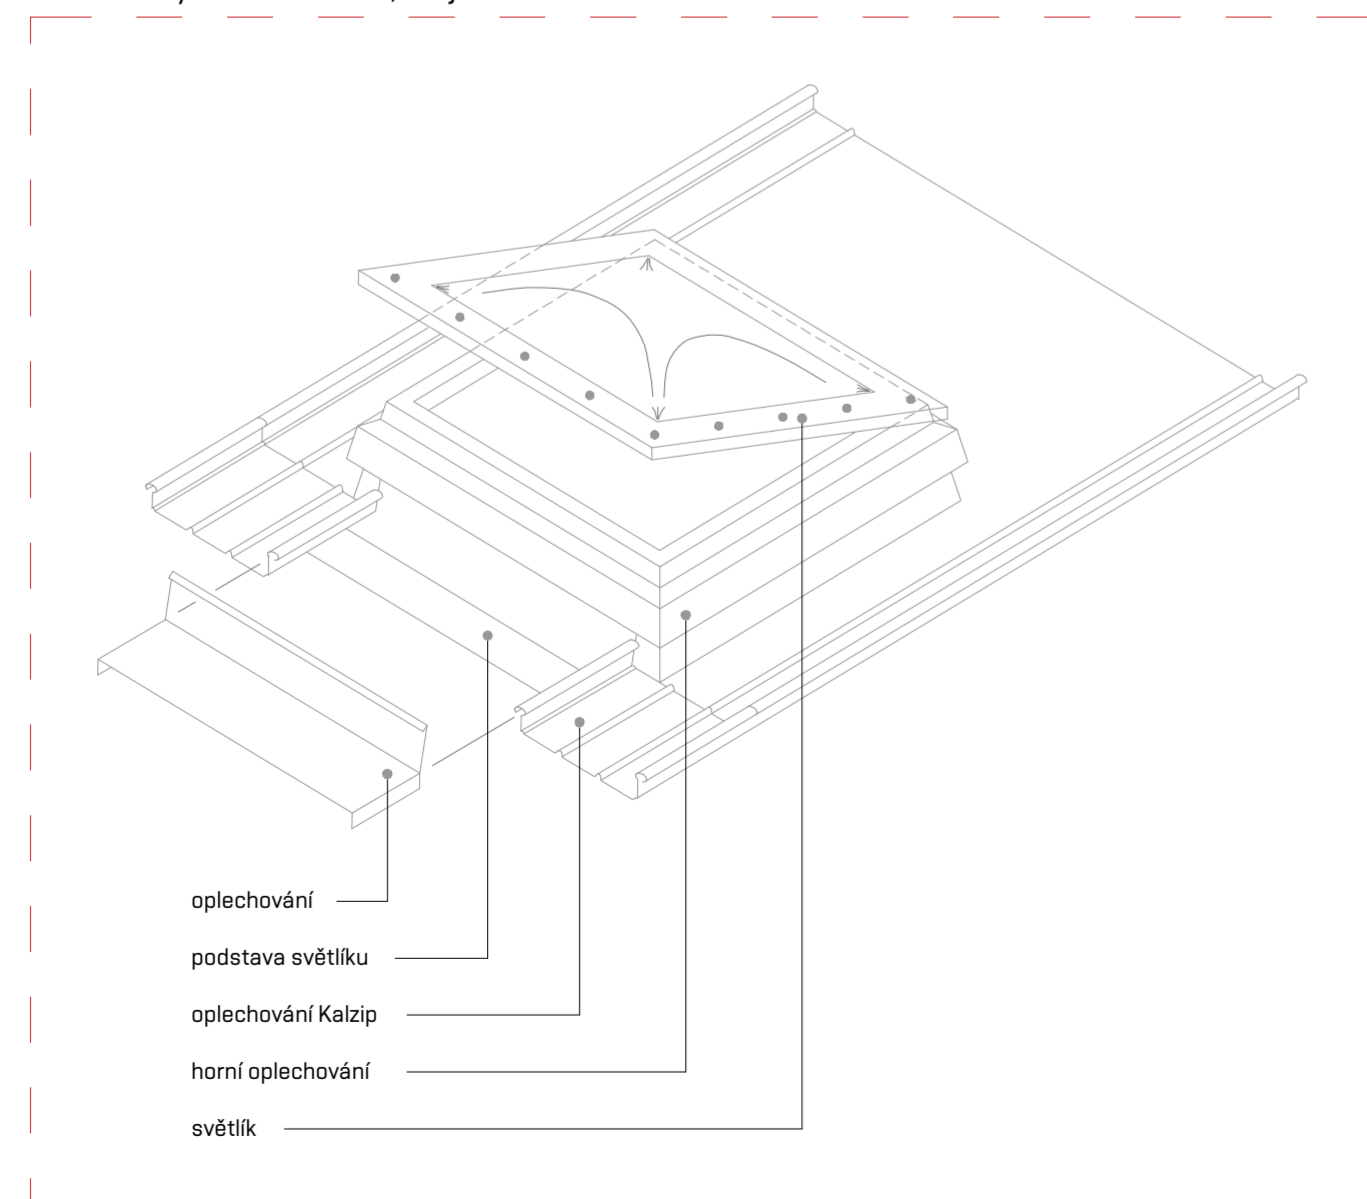 oplechování
podstava světlíku
oplechování Kalzip
horní oplechování
světlík